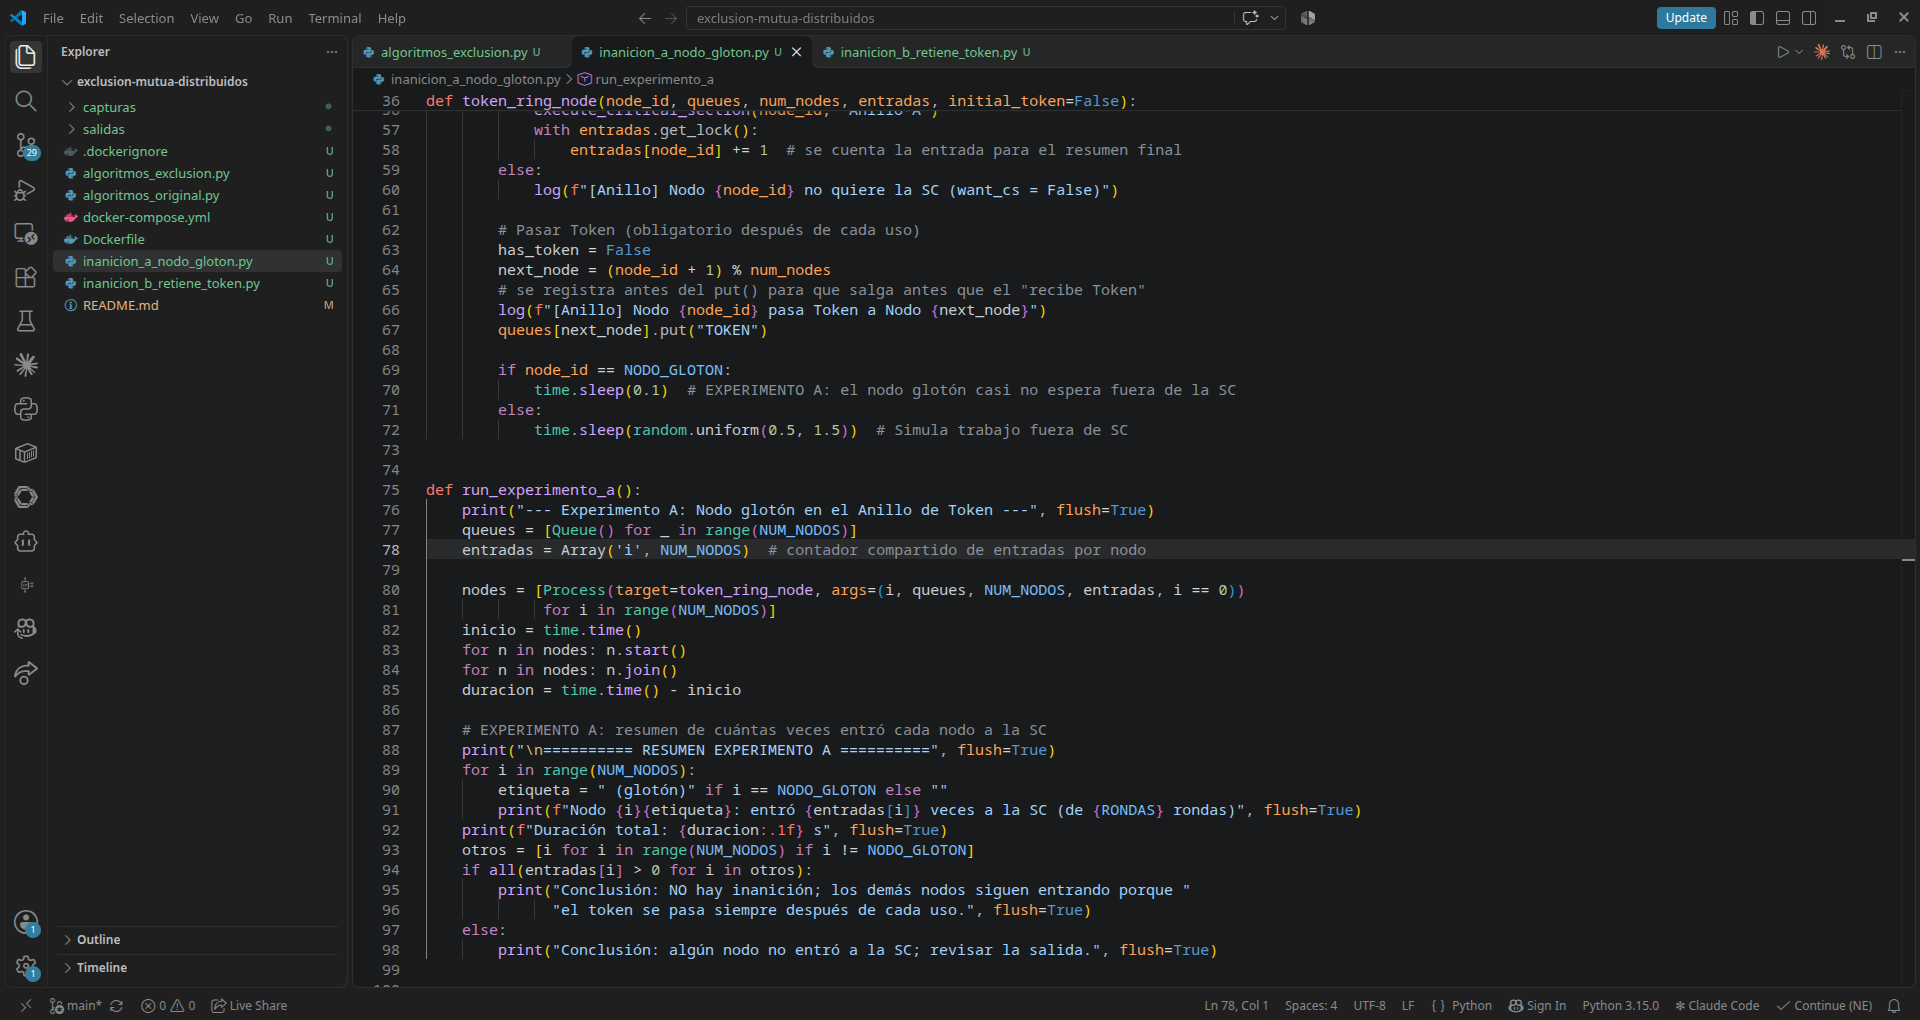 File Edit Selection View Go Run Terminal Help
exclusion-mutua-distribuidos
Update
Explorer
exclusion-mutua-distribuidos
capturas
salidas
.dockerignore U
algoritmos_exclusion.py U
algoritmos_original.py U
docker-compose.yml U
Dockerfile U
inanicion_a_nodo_gloton.py U
inanicion_b_retiene_token.py U
README.md M
29
1
1
Outline
Timeline
algoritmos_exclusion.py U
inanicion_a_nodo_gloton.py U
inanicion_b_retiene_token.py U
inanicion_a_nodo_gloton.py > run_experimento_a
36 def token_ring_node(node_id, queues, num_nodes, entradas, initial_token=False):
56 execute_critical_section(node_id, "Anillo-A")
57 with entradas.get_lock():
58 entradas[node_id] += 1  # se cuenta la entrada para el resumen final
59 else:
60 log(f"[Anillo] Nodo {node_id} no quiere la SC (want_cs = False)")
61
62 # Pasar Token (obligatorio después de cada uso)
63 has_token = False
64 next_node = (node_id + 1) % num_nodes
65 # se registra antes del put() para que salga antes que el "recibe Token"
66 log(f"[Anillo] Nodo {node_id} pasa Token a Nodo {next_node}")
67 queues[next_node].put("TOKEN")
68
69 if node_id == NODO_GLOTON:
70 time.sleep(0.1)  # EXPERIMENTO A: el nodo glotón casi no espera fuera de la SC
71 else:
72 time.sleep(random.uniform(0.5, 1.5))  # Simula trabajo fuera de SC
73
74
75 def run_experimento_a():
76 print("--- Experimento A: Nodo glotón en el Anillo de Token ---", flush=True)
77 queues = [Queue() for _ in range(NUM_NODOS)]
78 entradas = Array('i', NUM_NODOS)  # contador compartido de entradas por nodo
79
80 nodes = [Process(target=token_ring_node, args=(i, queues, NUM_NODOS, entradas, i == 0))
81 for i in range(NUM_NODOS)]
82 inicio = time.time()
83 for n in nodes: n.start()
84 for n in nodes: n.join()
85 duracion = time.time() - inicio
86
87 # EXPERIMENTO A: resumen de cuántas veces entró cada nodo a la SC
88 print("\n========== RESUMEN EXPERIMENTO A ==========", flush=True)
89 for i in range(NUM_NODOS):
90 etiqueta = " (glotón)" if i == NODO_GLOTON else ""
91 print(f"Nodo {i}{etiqueta}: entró {entradas[i]} veces a la SC (de {RONDAS} rondas)", flush=True)
92 print(f"Duración total: {duracion:.1f} s", flush=True)
93 otros = [i for i in range(NUM_NODOS) if i != NODO_GLOTON]
94 if all(entradas[i] > 0 for i in otros):
95 print("Conclusión: NO hay inanición; los demás nodos siguen entrando porque "
96 "el token se pasa siempre después de cada uso.", flush=True)
97 else:
98 print("Conclusión: algún nodo no entró a la SC; revisar la salida.", flush=True)
99
main* 0 0 Live Share Ln 78, Col 1 Spaces: 4 UTF-8 LF { } Python Sign In Python 3.15.0 Claude Code Continue (NE)